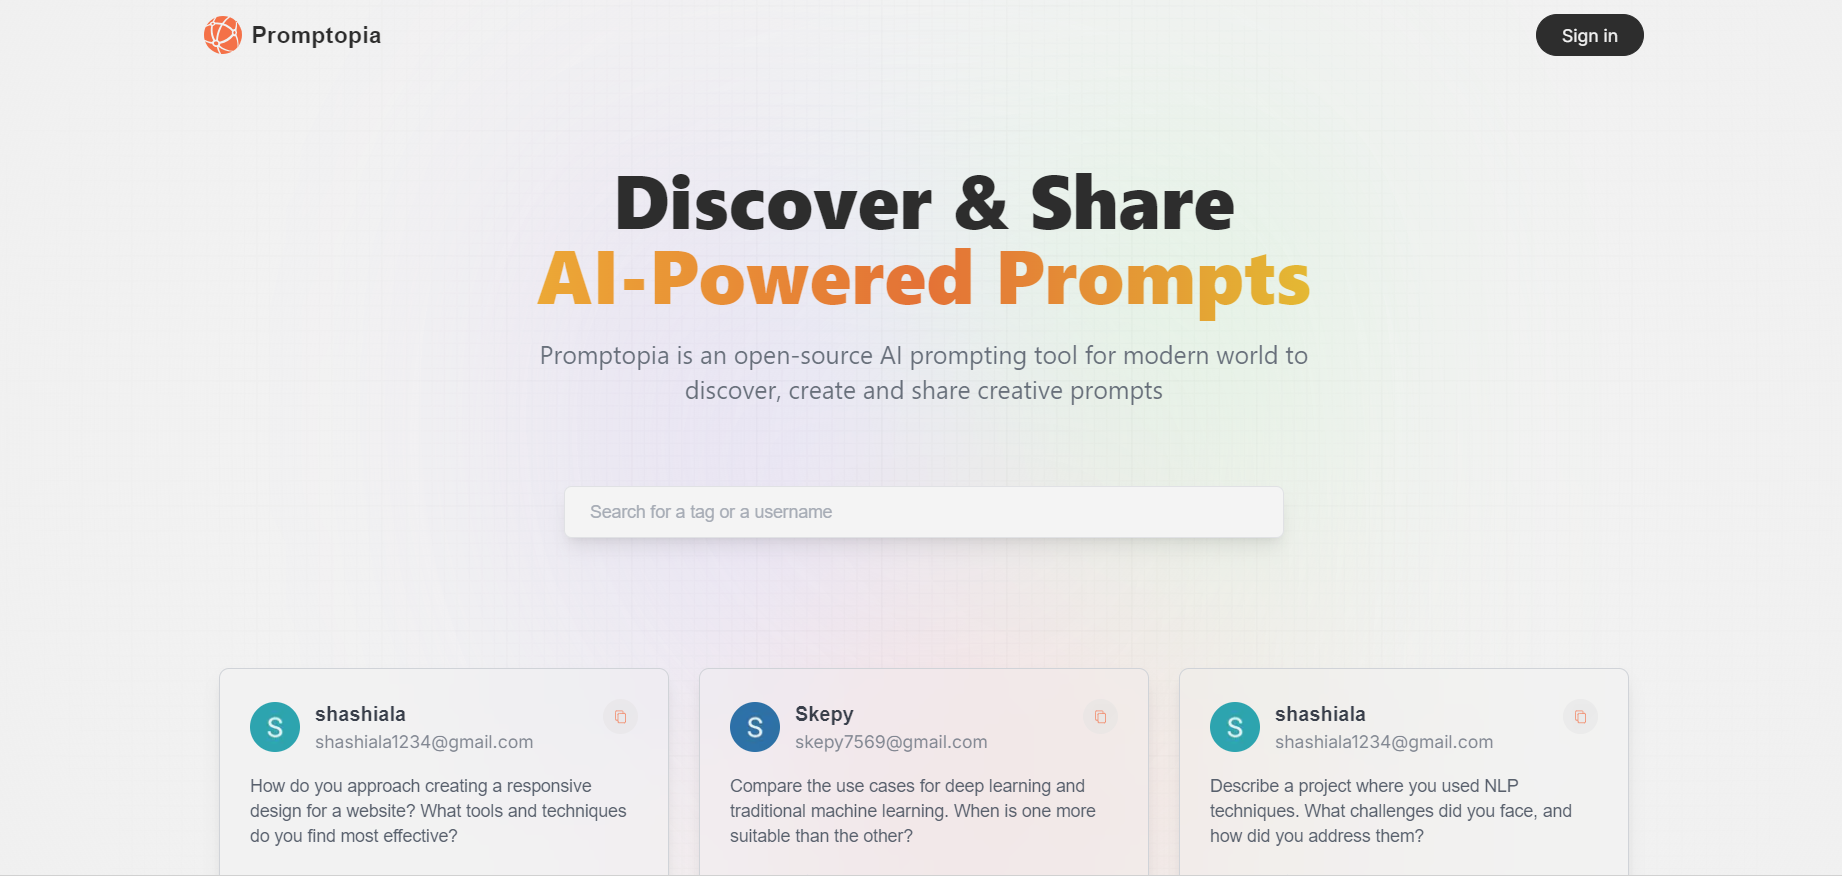 Promptopia
Sign in
Discover & Share
AI-Powered Prompts
Promptopia is an open-source AI prompting tool for modern world to
discover, create and share creative prompts
Search for a tag or a username
S
shashiala
shashiala1234@gmail.com
How do you approach creating a responsive
design for a website? What tools and techniques
do you find most effective?
S
Skepy
skepy7569@gmail.com
Compare the use cases for deep learning and
traditional machine learning. When is one more
suitable than the other?
S
shashiala
shashiala1234@gmail.com
Describe a project where you used NLP
techniques. What challenges did you face, and
how did you address them?